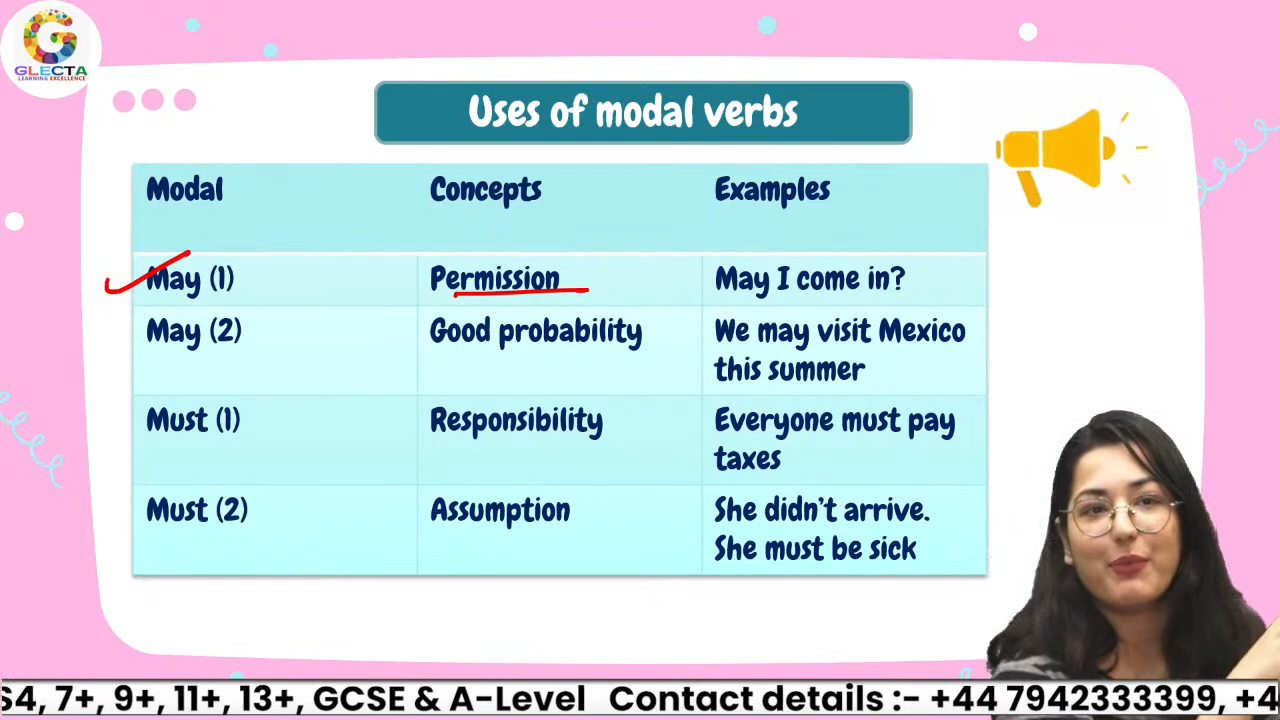 GLECTA
LEARNING EXCELLENCE
Uses of modal verbs
Modal Concepts Examples
May (1) Permission May I come in?
May (2) Good probability We may visit Mexico
this summer
Must (1) Responsibility Everyone must pay
taxes
Must (2) Assumption She didn't arrive.
She must be sick
S4, 7+, 9+, 11+, 13+, GCSE & A-Level Contact details :- +44 7942333399, +4